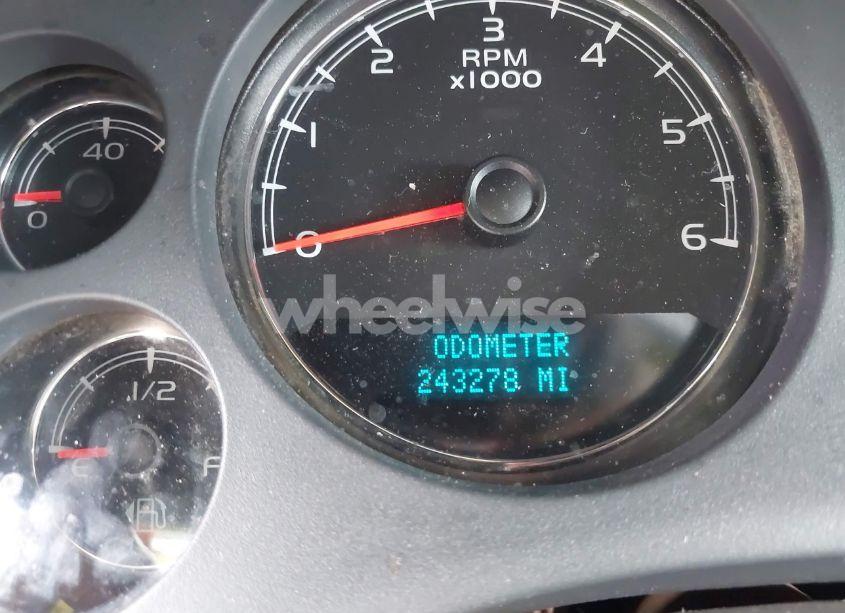 3
2
4
RPM
x1000
1
5
40
0
0
6
wheelwise
ODOMETER
243278 MI
1/2
E
F